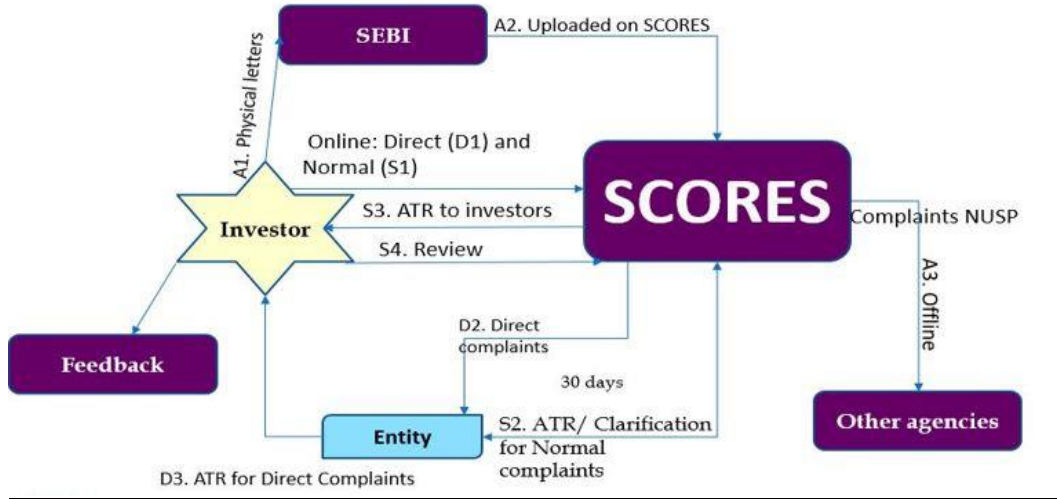 SEBI
A2. Uploaded on SCORES
A1. Physical letters
Online: Direct (D1) and
Normal (S1)
SCORES
S3. ATR to investors
Investor
Complaints NUSP
S4. Review
A3. Offline
D2. Direct
complaints
Feedback
30 days
Other agencies
Entity
S2. ATR/ Clarification
for Normal
complaints
D3. ATR for Direct Complaints